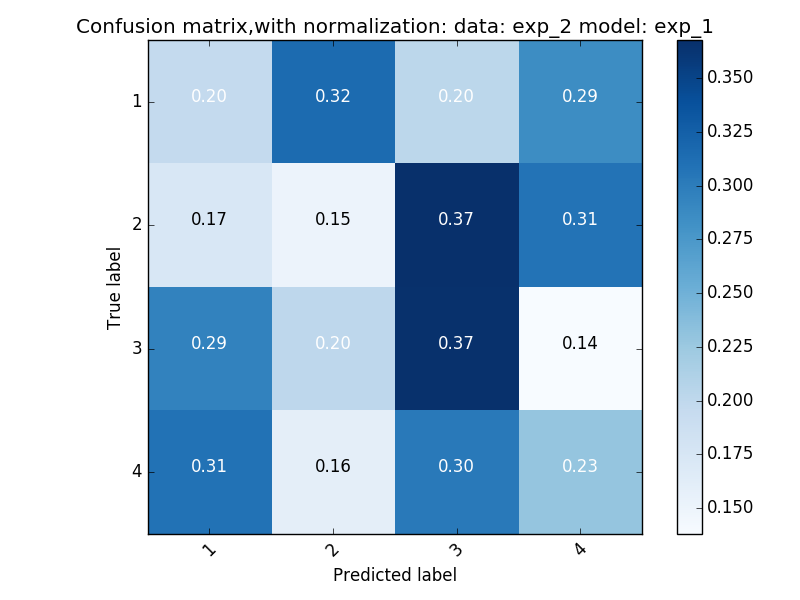 Confusion matrix,with normalization: data: exp_2 model: exp_1
True label
1
2
3
4
0.20 0.32 0.20 0.29
0.17 0.15 0.37 0.31
0.29 0.20 0.37 0.14
0.31 0.16 0.30 0.23
1 2 3 4
Predicted label
0.350
0.325
0.300
0.275
0.250
0.225
0.200
0.175
0.150